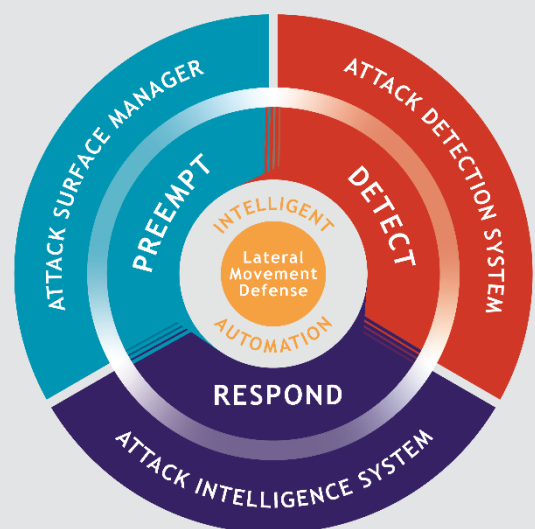 ATTACK SURFACE MANAGER
ATTACK DETECTION SYSTEM
PREEMPT
DETECT
INTELLIGENT
Lateral
Movement
Defense
AUTOMATION
RESPOND
ATTACK INTELLIGENCE SYSTEM